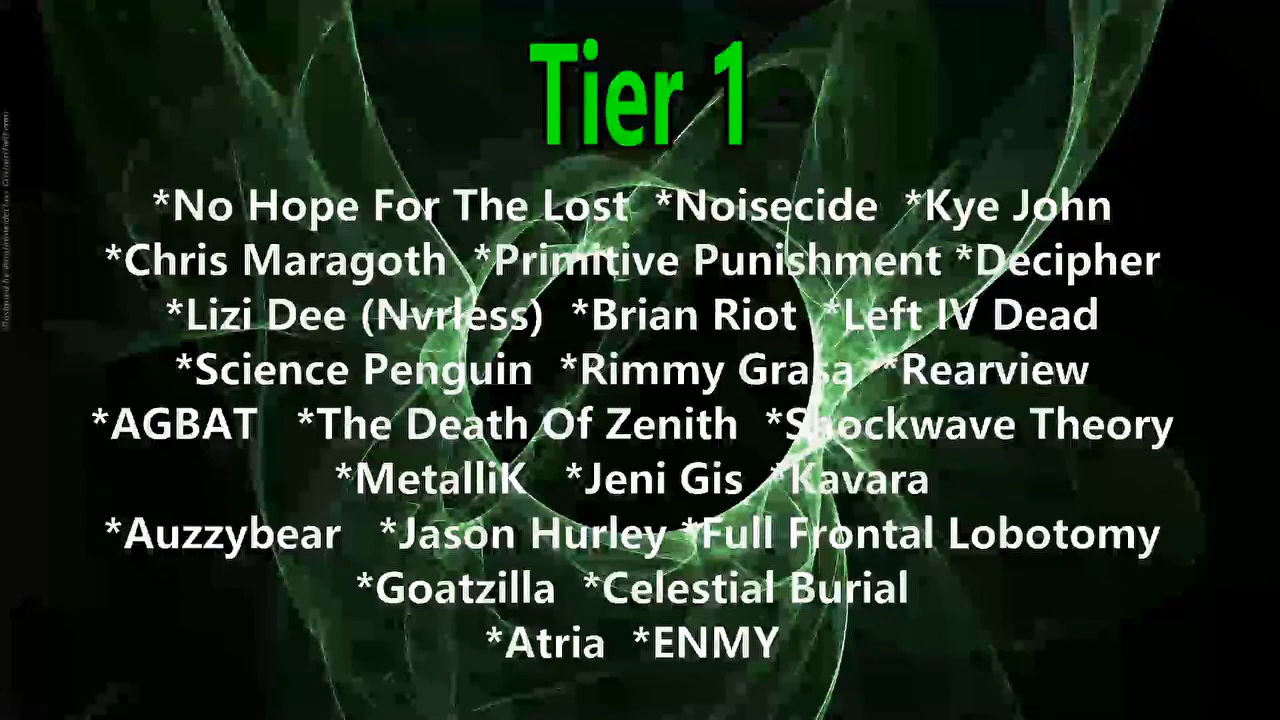 Tier 1
*No Hope For The Lost *Noisecide *Kye John
*Chris Maragoth *Primitive Punishment *Decipher
*Lizi Dee (Nvrless) *Brian Riot *Left IV Dead
*Science Penguin *Rimmy Grasa *Rearview
*AGBAT *The Death Of Zenith *Shockwave Theory
*MetalliK *Jeni Gis *Kavara
*Auzzybear *Jason Hurley *Full Frontal Lobotomy
*Goatzilla *Celestial Burial
*Atria *ENMY